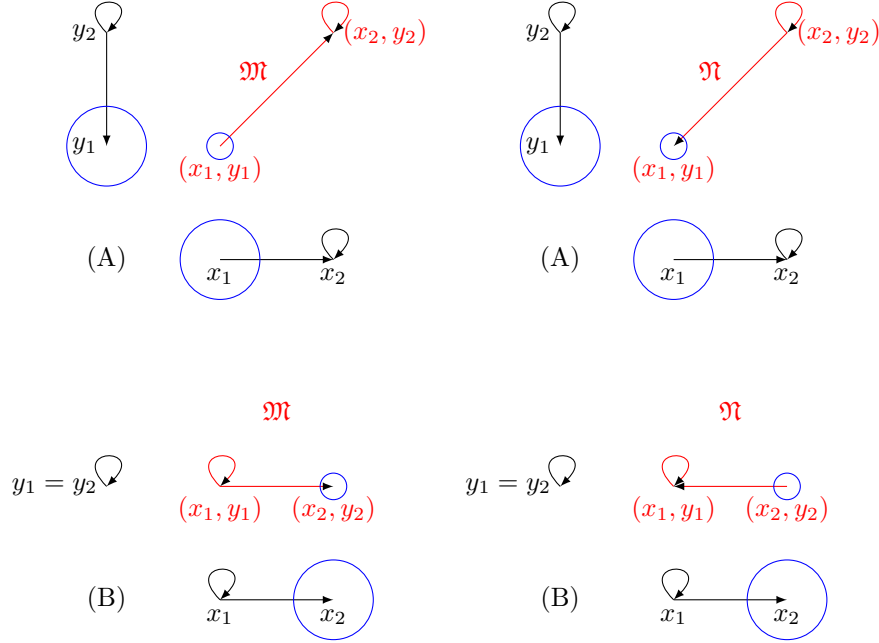 y₂ (x₂, y₂) y₂ (x₂, y₂)
𝔐 𝔑
y₁ y₁
(x₁, y₁) (x₁, y₁)
(A) x₁ x₂ (A) x₁ x₂
𝔐 𝔑
y₁ = y₂ y₁ = y₂
(x₁, y₁) (x₂, y₂) (x₁, y₁) (x₂, y₂)
(B) x₁ x₂ (B) x₁ x₂